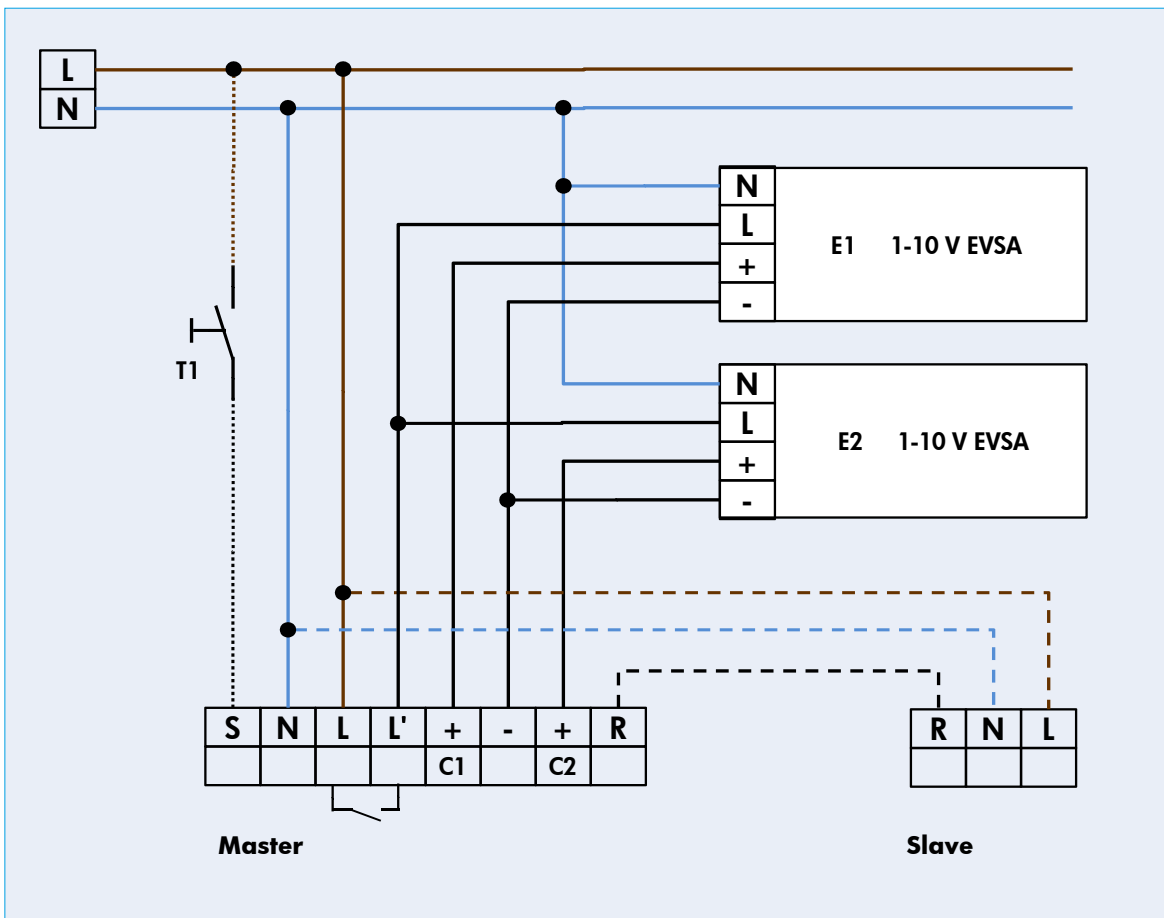 L
N
N
L
+
-
E1 1-10 V EVSA
T1
N
L
+
-
E2 1-10 V EVSA
S N L L' + - + R
C1 C2
R N L
Master
Slave